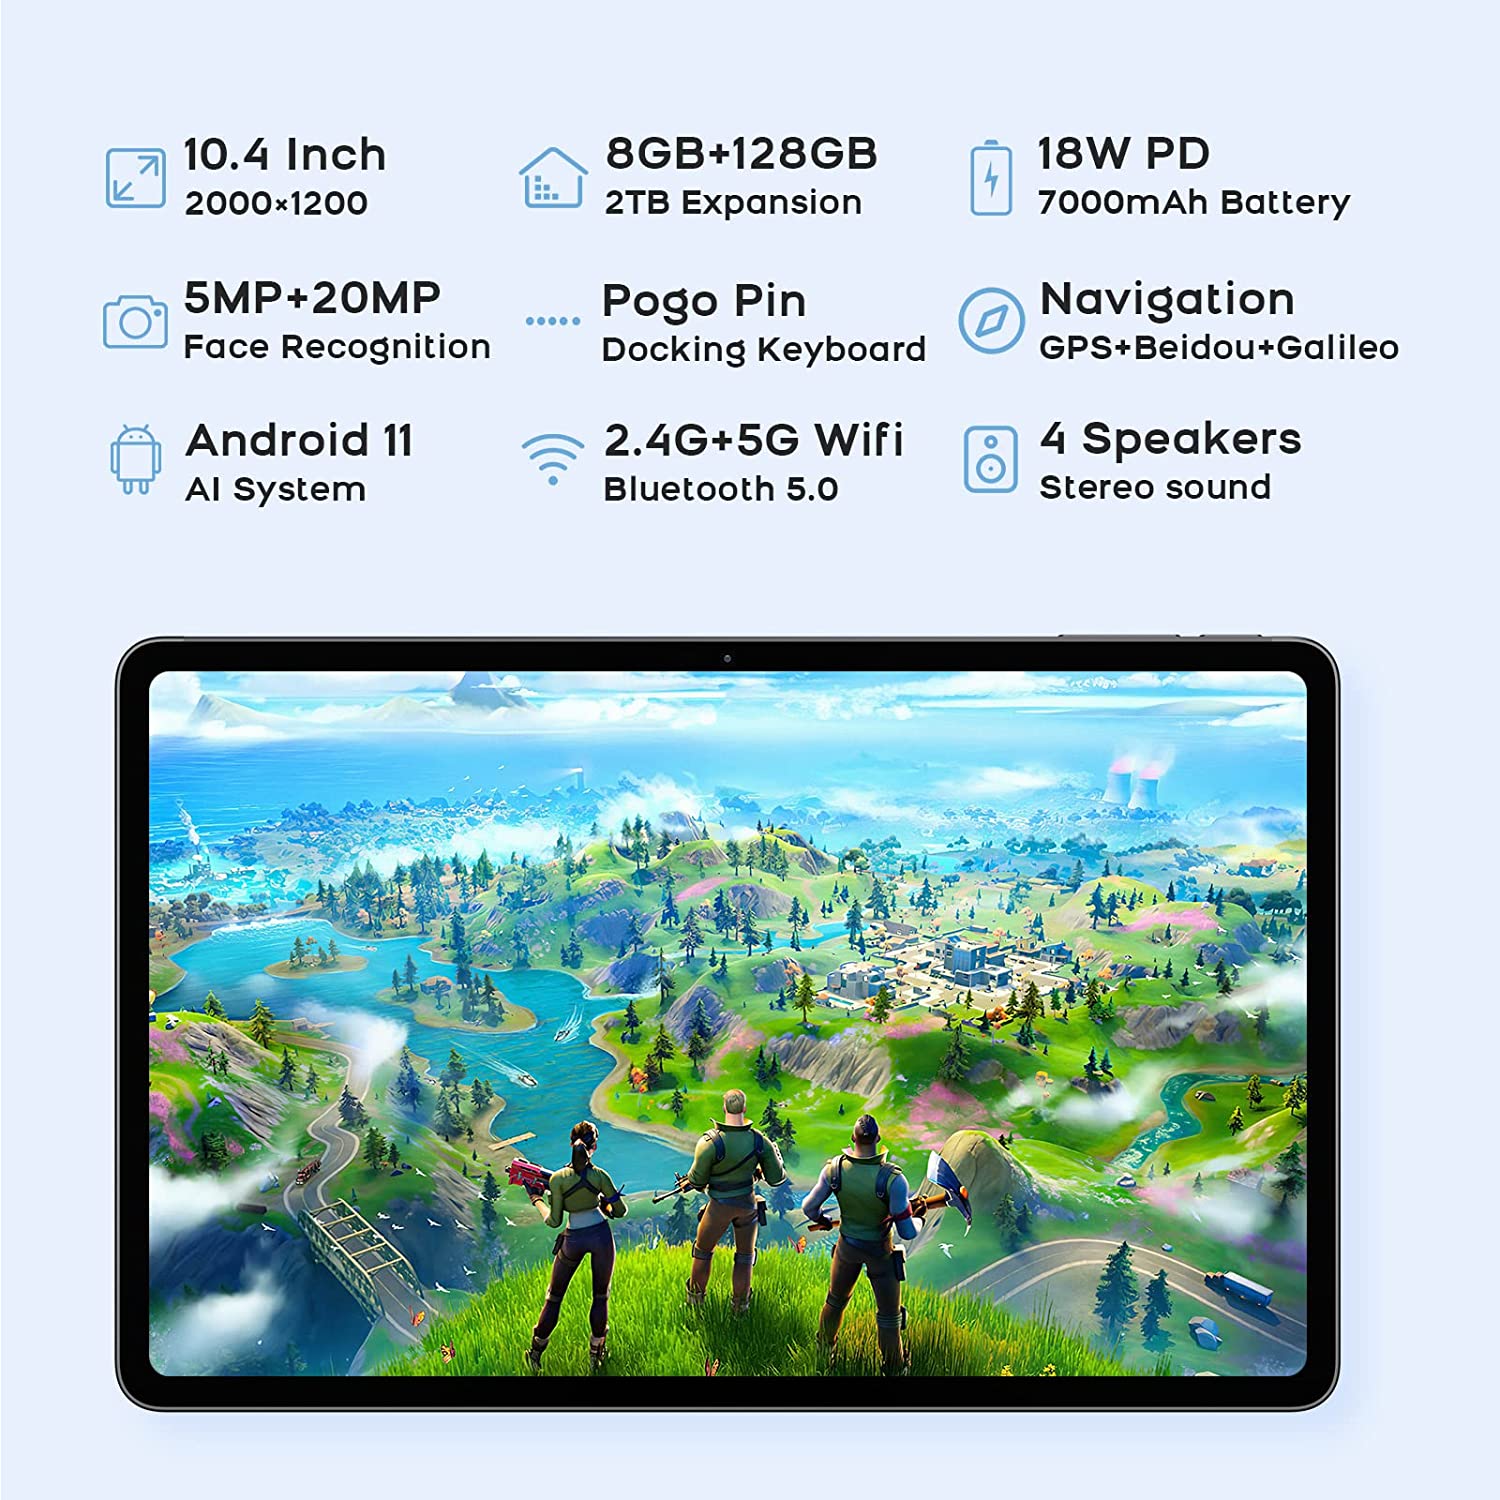 10.4 Inch
2000×1200
8GB+128GB
2TB Expansion
18W PD
7000mAh Battery
5MP+20MP
Face Recognition
Pogo Pin
Docking Keyboard
Navigation
GPS+Beidou+Galileo
Android 11
AI System
2.4G+5G Wifi
Bluetooth 5.0
4 Speakers
Stereo sound